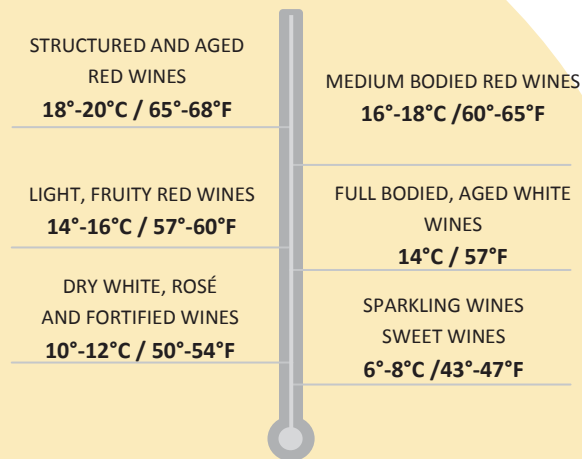 STRUCTURED AND AGED
RED WINES
18°-20°C / 65°-68°F
MEDIUM BODIED RED WINES
16°-18°C /60°-65°F
LIGHT, FRUITY RED WINES
14°-16°C / 57°-60°F
FULL BODIED, AGED WHITE
WINES
14°C / 57°F
DRY WHITE, ROSÉ
AND FORTIFIED WINES
10°-12°C / 50°-54°F
SPARKLING WINES
SWEET WINES
6°-8°C /43°-47°F